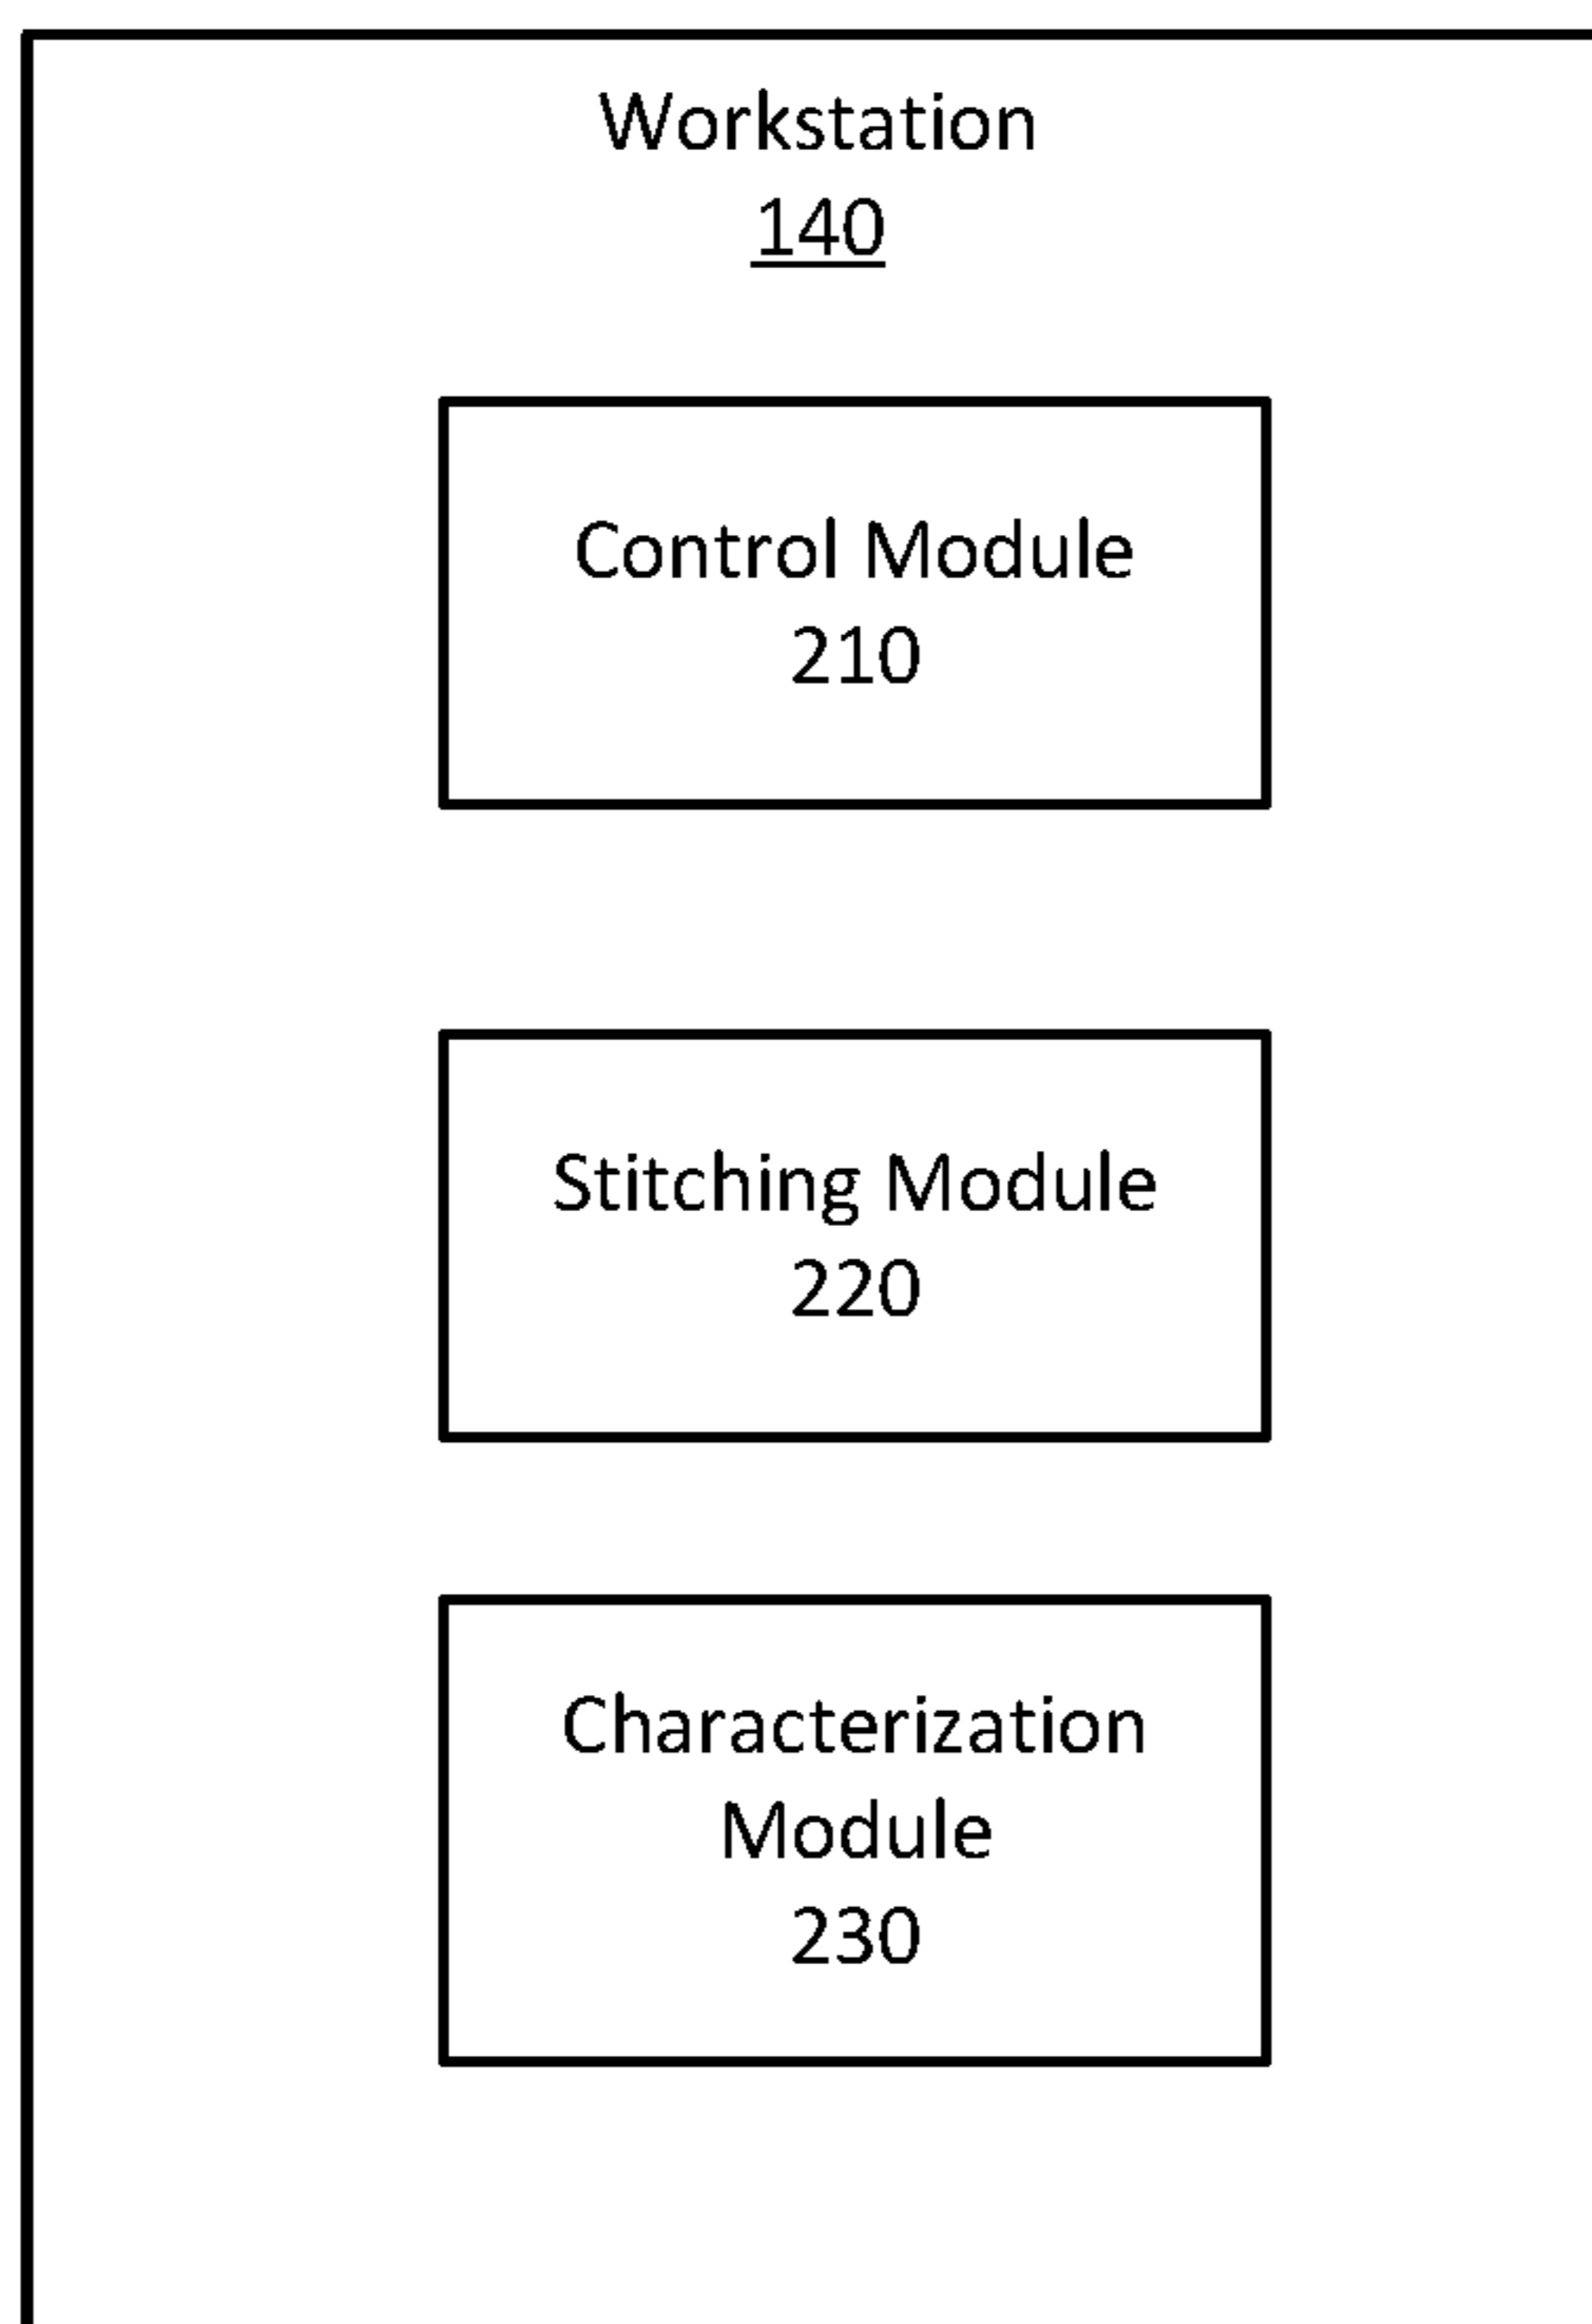 Workstation
140
Control Module
210
Stitching Module
220
Characterization
Module
230